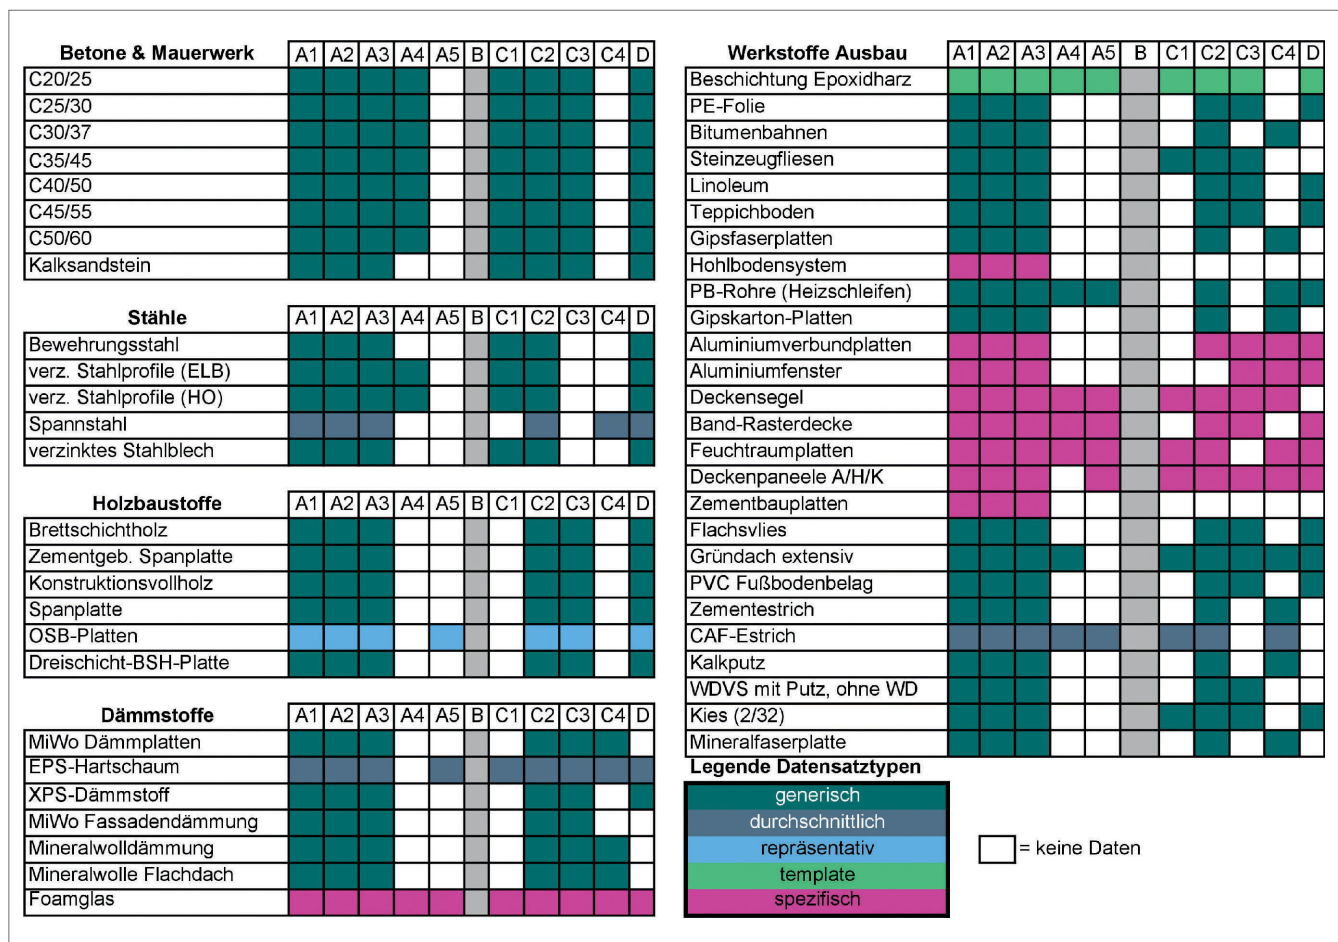 Betone & Mauerwerk A1 A2 A3 A4 A5 B C1 C2 C3 C4 D
C20/25
C25/30
C30/37
C35/45
C40/50
C45/55
C50/60
Kalksandstein
Stähle A1 A2 A3 A4 A5 B C1 C2 C3 C4 D
Bewehrungsstahl
verz. Stahlprofile (ELB)
verz. Stahlprofile (HO)
Spannstahl
verzinktes Stahlblech
Holzbaustoffe A1 A2 A3 A4 A5 B C1 C2 C3 C4 D
Brettschichtholz
Zementgeb. Spanplatte
Konstruktionsvollholz
Spanplatte
OSB-Platten
Dreischicht-BSH-Platte
Dämmstoffe A1 A2 A3 A4 A5 B C1 C2 C3 C4 D
MiWo Dämmplatten
EPS-Hartschaum
XPS-Dämmstoff
MiWo Fassadendämmung
Mineralwolldämmung
Mineralwolle Flachdach
Foamglas
Werkstoffe Ausbau A1 A2 A3 A4 A5 B C1 C2 C3 C4 D
Beschichtung Epoxidharz
PE-Folie
Bitumenbahnen
Steinzeugfliesen
Linoleum
Teppichboden
Gipsfaserplatten
Hohlbodensystem
PB-Rohre (Heizschleifen)
Gipskarton-Platten
Aluminiumverbundplatten
Aluminiumfenster
Deckensegel
Band-Rasterdecke
Feuchtraumplatten
Deckenpaneele A/H/K
Zementbauplatten
Flachsvlies
Gründach extensiv
PVC Fußbodenbelag
Zementestrich
CAF-Estrich
Kalkputz
WDVS mit Putz, ohne WD
Kies (2/32)
Mineralfaserplatte
Legende Datensatztypen
generisch
durchschnittlich
repräsentativ
template
spezifisch
= keine Daten